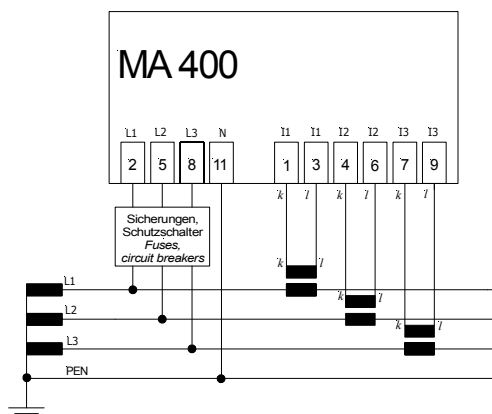 MA 400
L1 L2 L3 N I1 I1 I2 I2 I3 I3
2 5 8 11 1 3 4 6 7 9
k l k l k l
Sicherungen,
Schutzschalter
Fuses,
circuit breakers
k l
L1
k l
L2
k l
L3
PEN